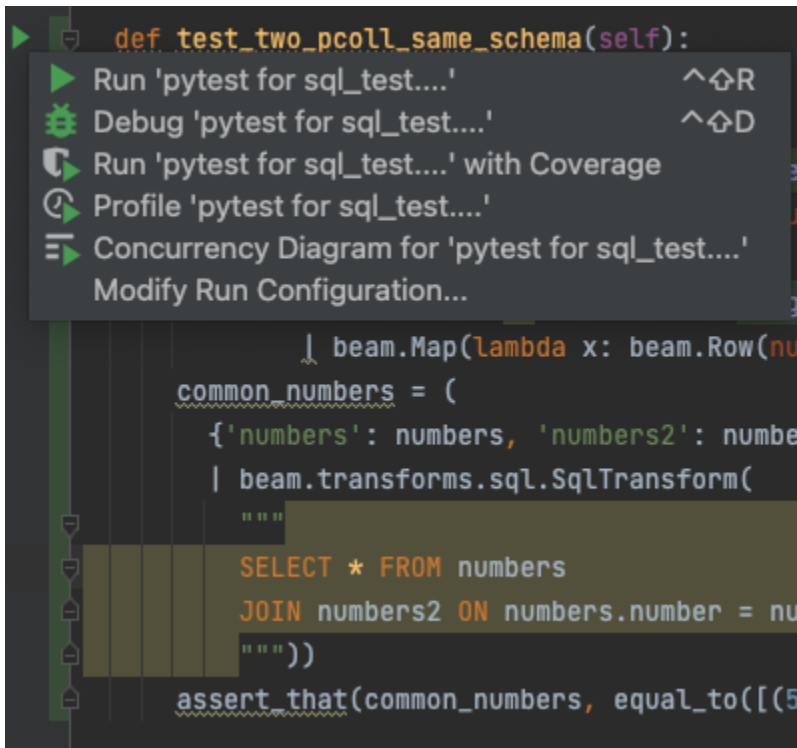 def test_two_pcoll_same_schema(self):
Run 'pytest for sql_test....' ^⇧R
Debug 'pytest for sql_test....' ^⇧D
Run 'pytest for sql_test....' with Coverage
Profile 'pytest for sql_test....'
Concurrency Diagram for 'pytest for sql_test....'
Modify Run Configuration...
| beam.Map(lambda x: beam.Row(nu
common_numbers = (
{'numbers': numbers, 'numbers2': numbe
| beam.transforms.sql.SqlTransform(
"""
SELECT * FROM numbers
JOIN numbers2 ON numbers.number = nu
"""))
assert_that(common_numbers, equal_to([(5